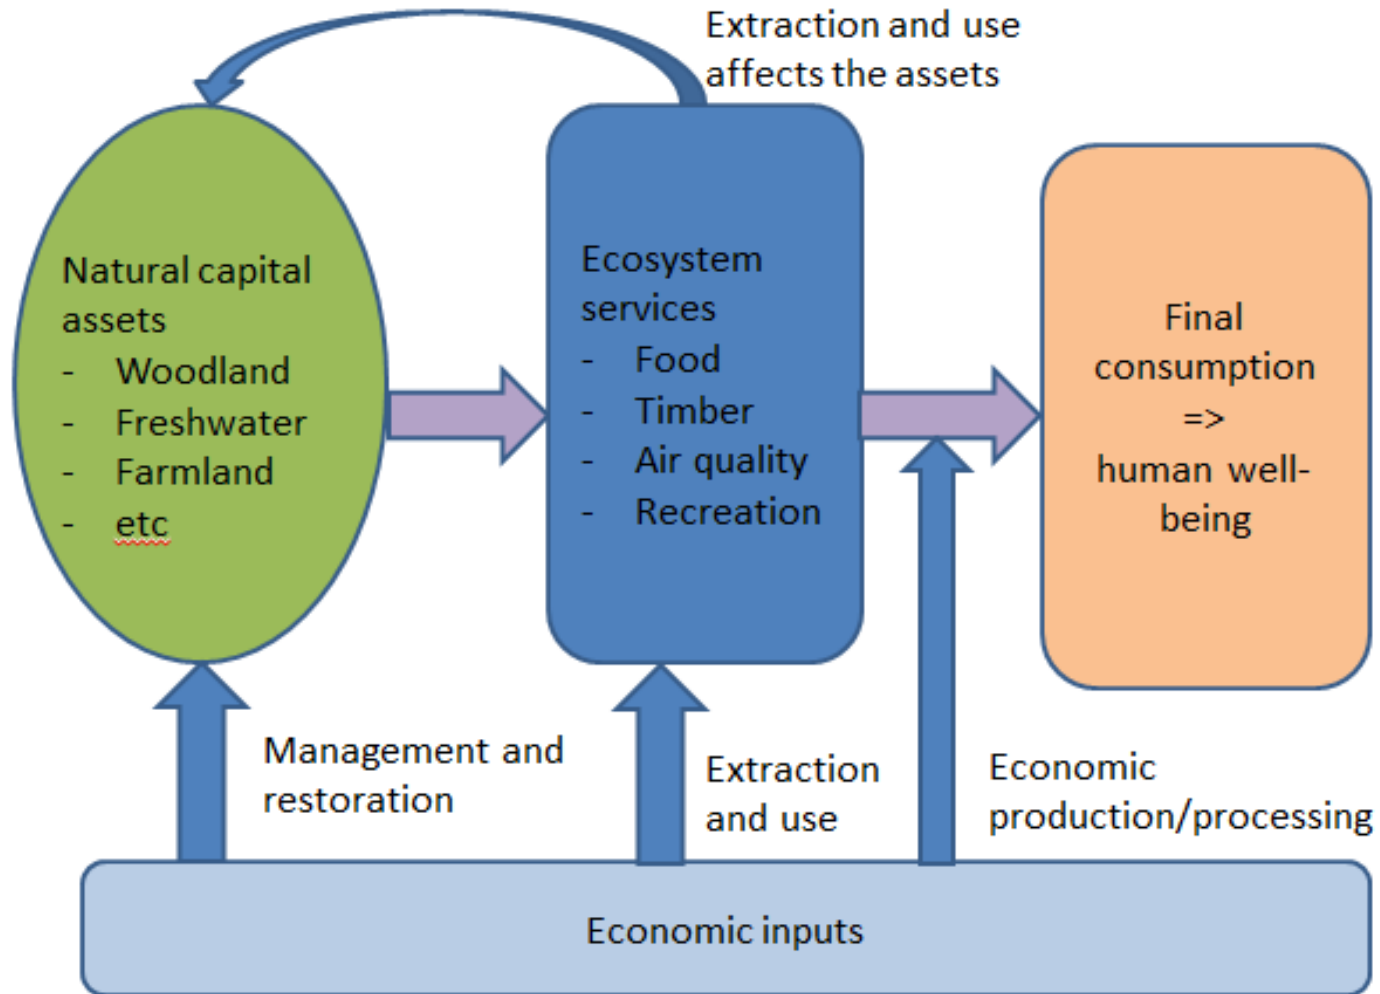 Extraction and use
affects the assets
Natural capital
assets
- Woodland
- Freshwater
- Farmland
- etc
Ecosystem
services
- Food
- Timber
- Air quality
- Recreation
Final
consumption
=>
human well-
being
Management and
restoration
Extraction
and use
Economic
production/processing
Economic inputs